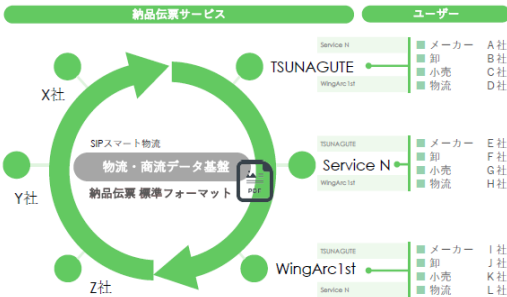 納品伝票サービス
ユーザー
X社
Y社
Z社
SIPスマート物流
物流・商流データ基盤
納品伝票 標準フォーマット
PDF
Service N
TSUNAGUTE
WingArc1st
メーカー A社
卸 B社
小売 C社
物流 D社
TSUNAGUTE
Service N
WingArc1st
メーカー E社
卸 F社
小売 G社
物流 H社
TSUNAGUTE
WingArc1st
Service N
メーカー I社
卸 J社
小売 K社
物流 L社